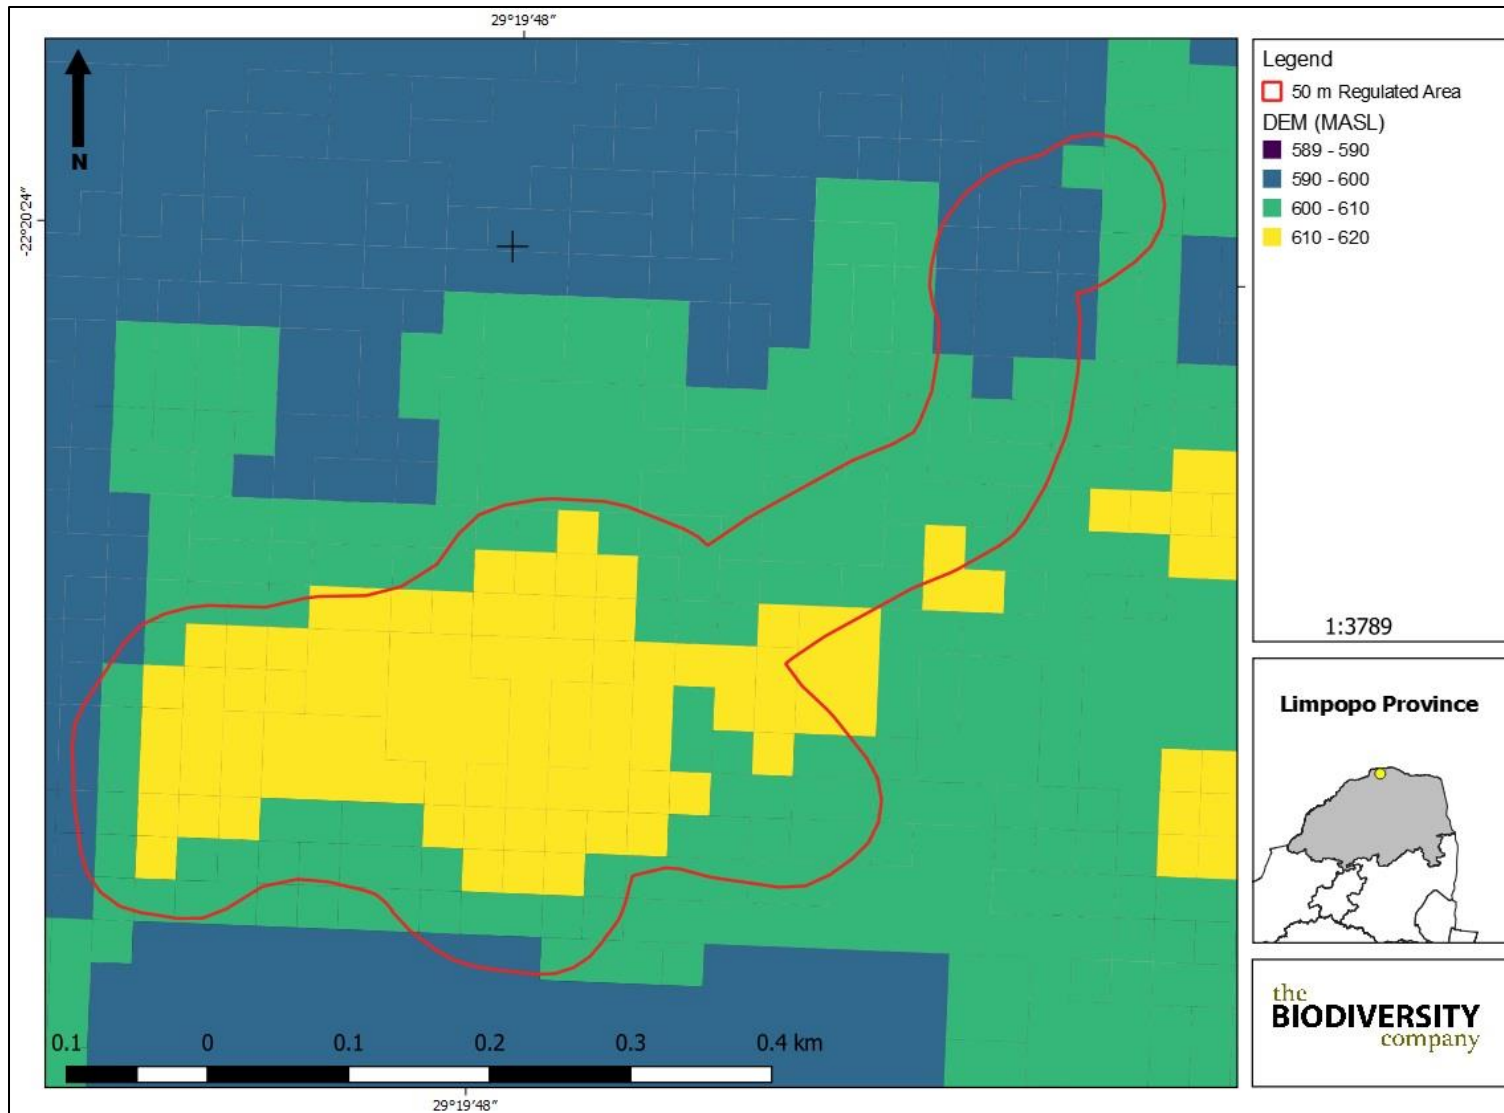 29°19'48"
-22°20'24"
N
0.1 0 0.1 0.2 0.3 0.4 km
29°19'48"
Legend
50 m Regulated Area
DEM (MASL)
589 - 590
590 - 600
600 - 610
610 - 620
1:3789
Limpopo Province
the
BIODIVERSITY
company